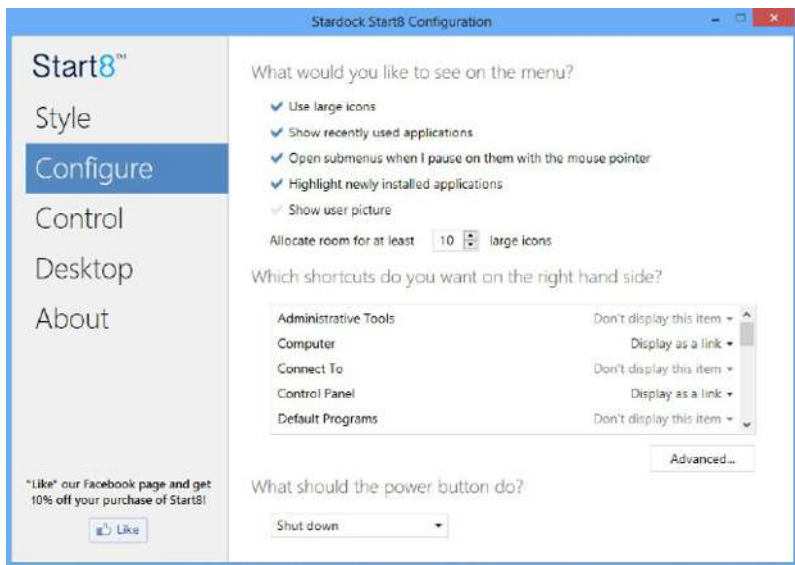 Stardock Start8 Configuration
Start8™
Style
Configure
Control
Desktop
About
"Like" our Facebook page and get
10% off your purchase of Start8!
Like
What would you like to see on the menu?
Use large icons
Show recently used applications
Open submenus when I pause on them with the mouse pointer
Highlight newly installed applications
Show user picture
Allocate room for at least 10 large icons
Which shortcuts do you want on the right hand side?
Administrative Tools Don't display this item
Computer Display as a link
Connect To Don't display this item
Control Panel Display as a link
Default Programs Don't display this item
Advanced...
What should the power button do?
Shut down